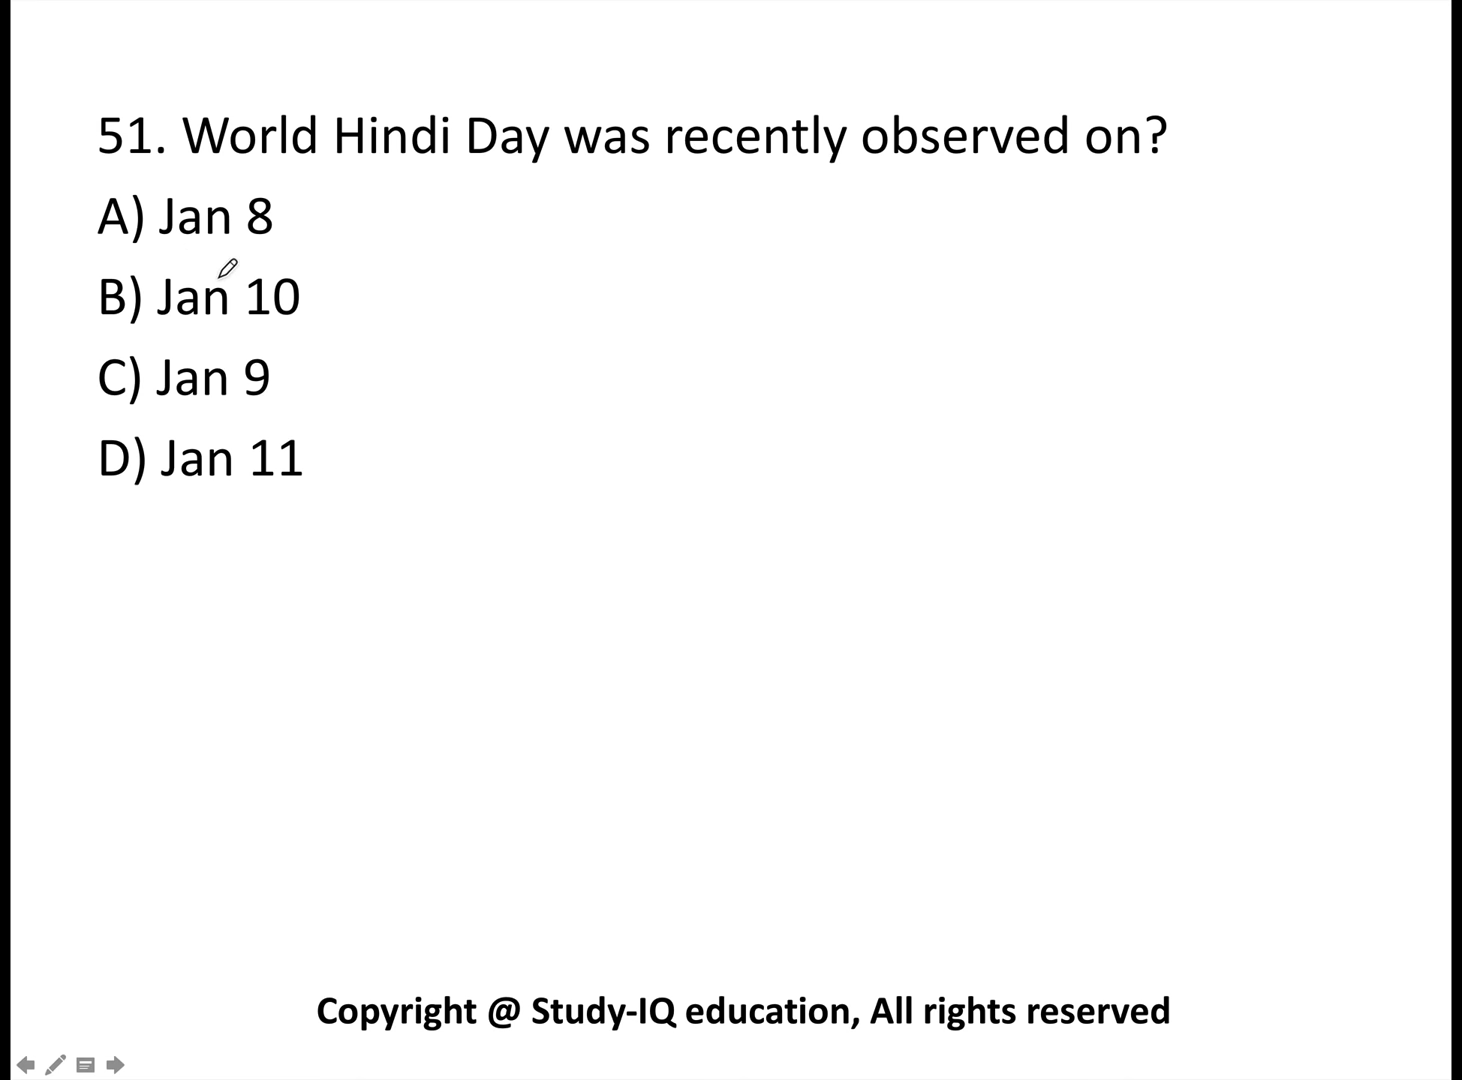 51. World Hindi Day was recently observed on?
A) Jan 8
B) Jan 10
C) Jan 9
D) Jan 11
Copyright @ Study-IQ education, All rights reserved